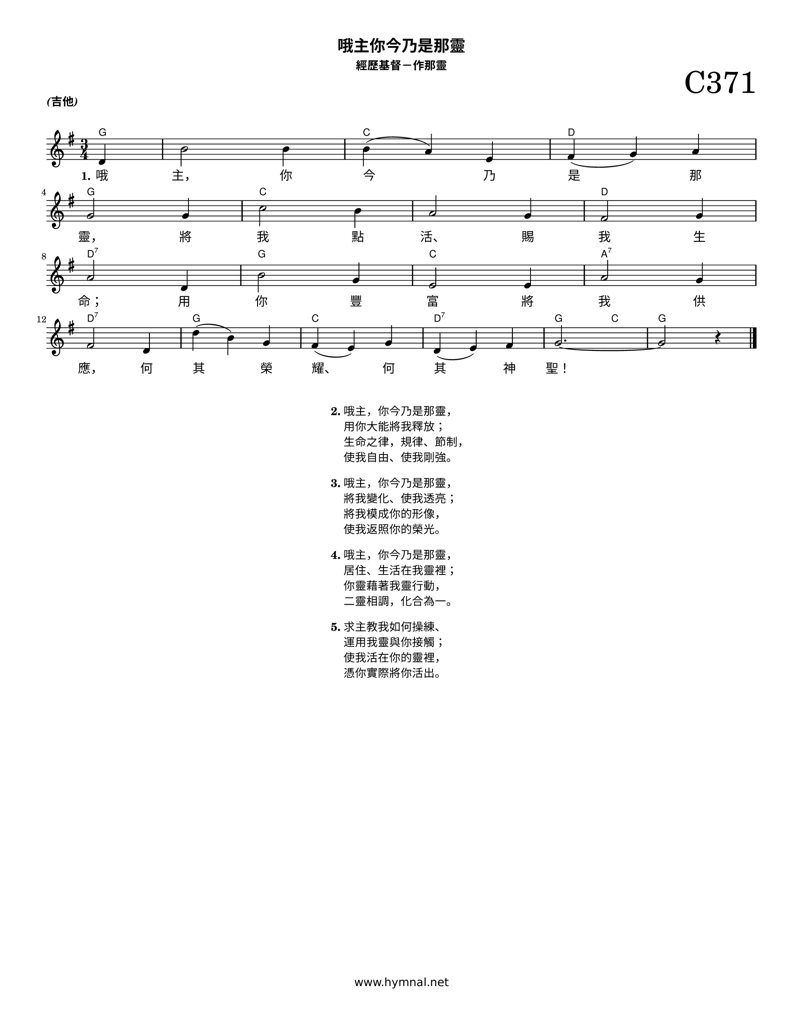 哦主你今乃是那靈
經歷基督－作那靈
C371
(吉他)
G C D
3
4
1. 哦 主， 你 今 乃 是 那
4
G C D
靈， 將 我 點 活、 賜 我 生
8
D7 G C A7
命； 用 你 豐 富 將 我 供
12
D7 G C D7 G C G
應， 何 其 榮 耀、 何 其 神 聖！
2. 哦主，你今乃是那靈，
用你大能將我釋放；
生命之律，規律、節制，
使我自由、使我剛強。
3. 哦主，你今乃是那靈，
將我變化、使我透亮；
將我模成你的形像，
使我返照你的榮光。
4. 哦主，你今乃是那靈，
居住、生活在我靈裡；
你靈藉著我靈行動，
二靈相調，化合為一。
5. 求主教我如何操練、
運用我靈與你接觸；
使我活在你的靈裡，
憑你實際將你活出。
www.hymnal.net